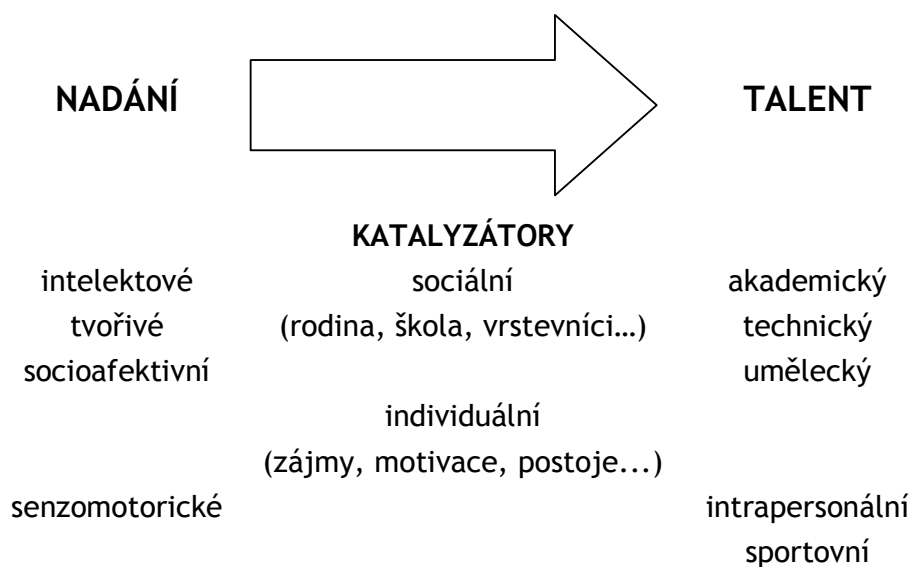 NADÁNÍ TALENT
KATALYZÁTORY
intelektové sociální akademický
tvořivé (rodina, škola, vrstevníci…) technický
socioafektivní umělecký
individuální
(zájmy, motivace, postoje...)
senzomotorické intrapersonální
sportovní